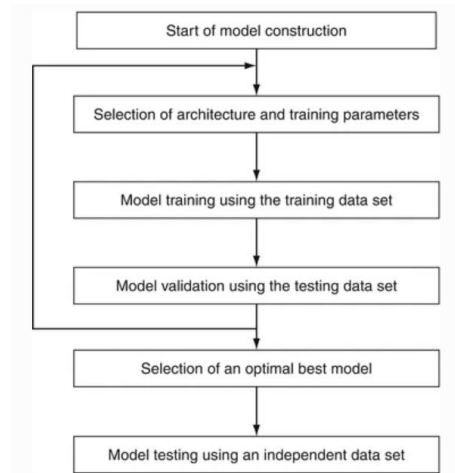 Start of model construction
Selection of architecture and training parameters
Model training using the training data set
Model validation using the testing data set
Selection of an optimal best model
Model testing using an independent data set